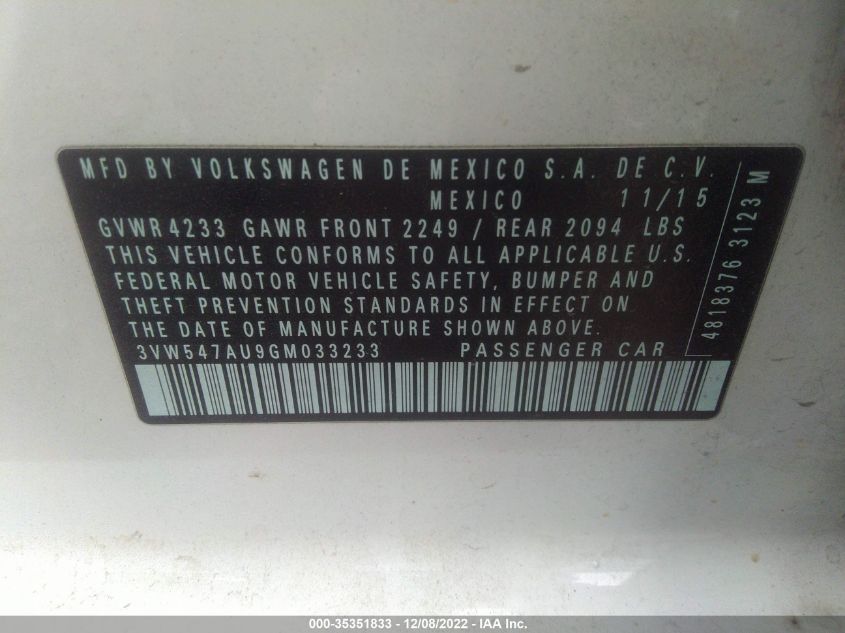 MFD BY VOLKSWAGEN DE MEXICO S.A. DE C.V.
MEXICO 11/15
GVWR 4233 GAWR FRONT 2249 / REAR 2094 LBS
THIS VEHICLE CONFORMS TO ALL APPLICABLE U.S.
FEDERAL MOTOR VEHICLE SAFETY, BUMPER AND
THEFT PREVENTION STANDARDS IN EFFECT ON
THE DATE OF MANUFACTURE SHOWN ABOVE.
3VW547AU9GM033233 PASSENGER CAR
4818376 3123 M
000-35351833 - 12/08/2022 - IAA Inc.